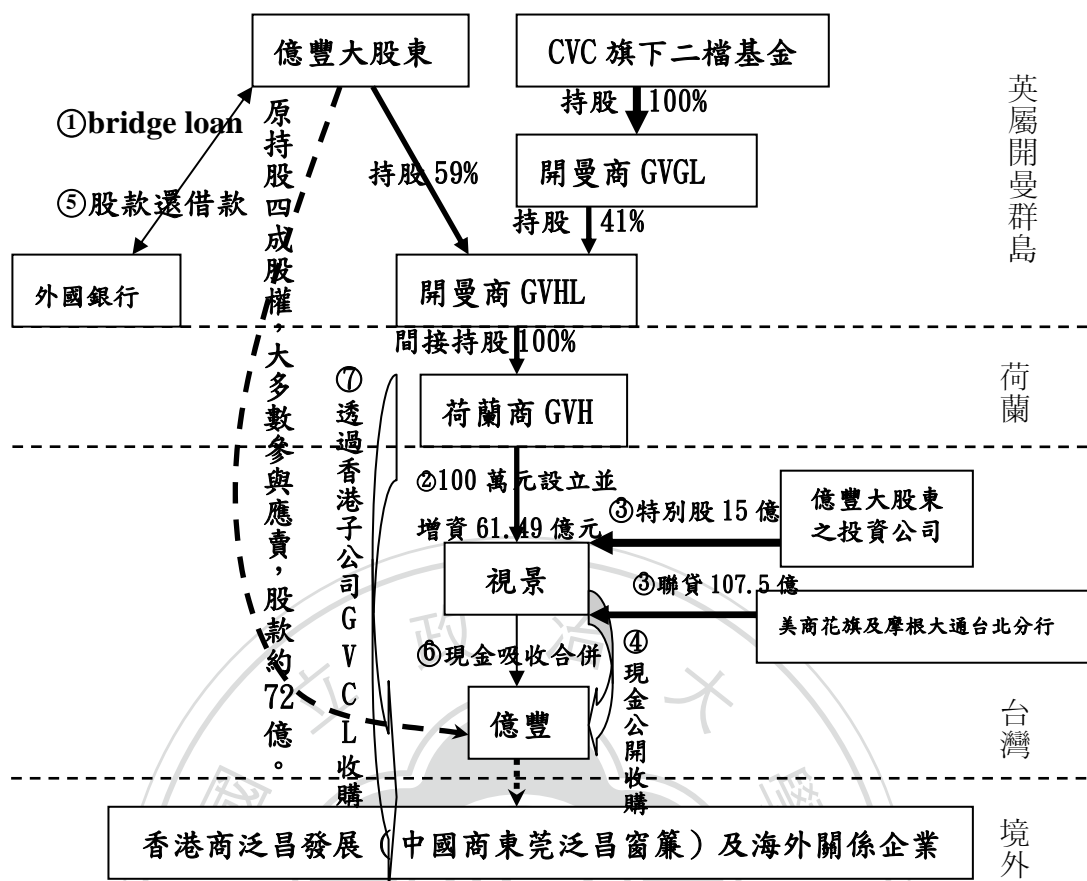 億豐大股東
CVC 旗下二檔基金
英屬開曼群島
持股 100%
①bridge loan
原持股四成股權，大多數參與應賣，股款約72億。
持股 59%
開曼商 GVGL
⑤股款還借款
持股 41%
外國銀行
開曼商 GVHL
間接持股 100%
荷蘭
⑦透過香港子公司GVCL收購
荷蘭商 GVH
②100 萬元設立並
增資 61.49 億元
③特別股 15 億
億豐大股東
之投資公司
視景
③聯貸 107.5 億
美商花旗及摩根大通台北分行
⑥現金吸收合併
④現金公開收購
億豐
台灣
香港商泛昌發展（中國商東莞泛昌窗簾）及海外關係企業
境外
國
立
政
治
大
學